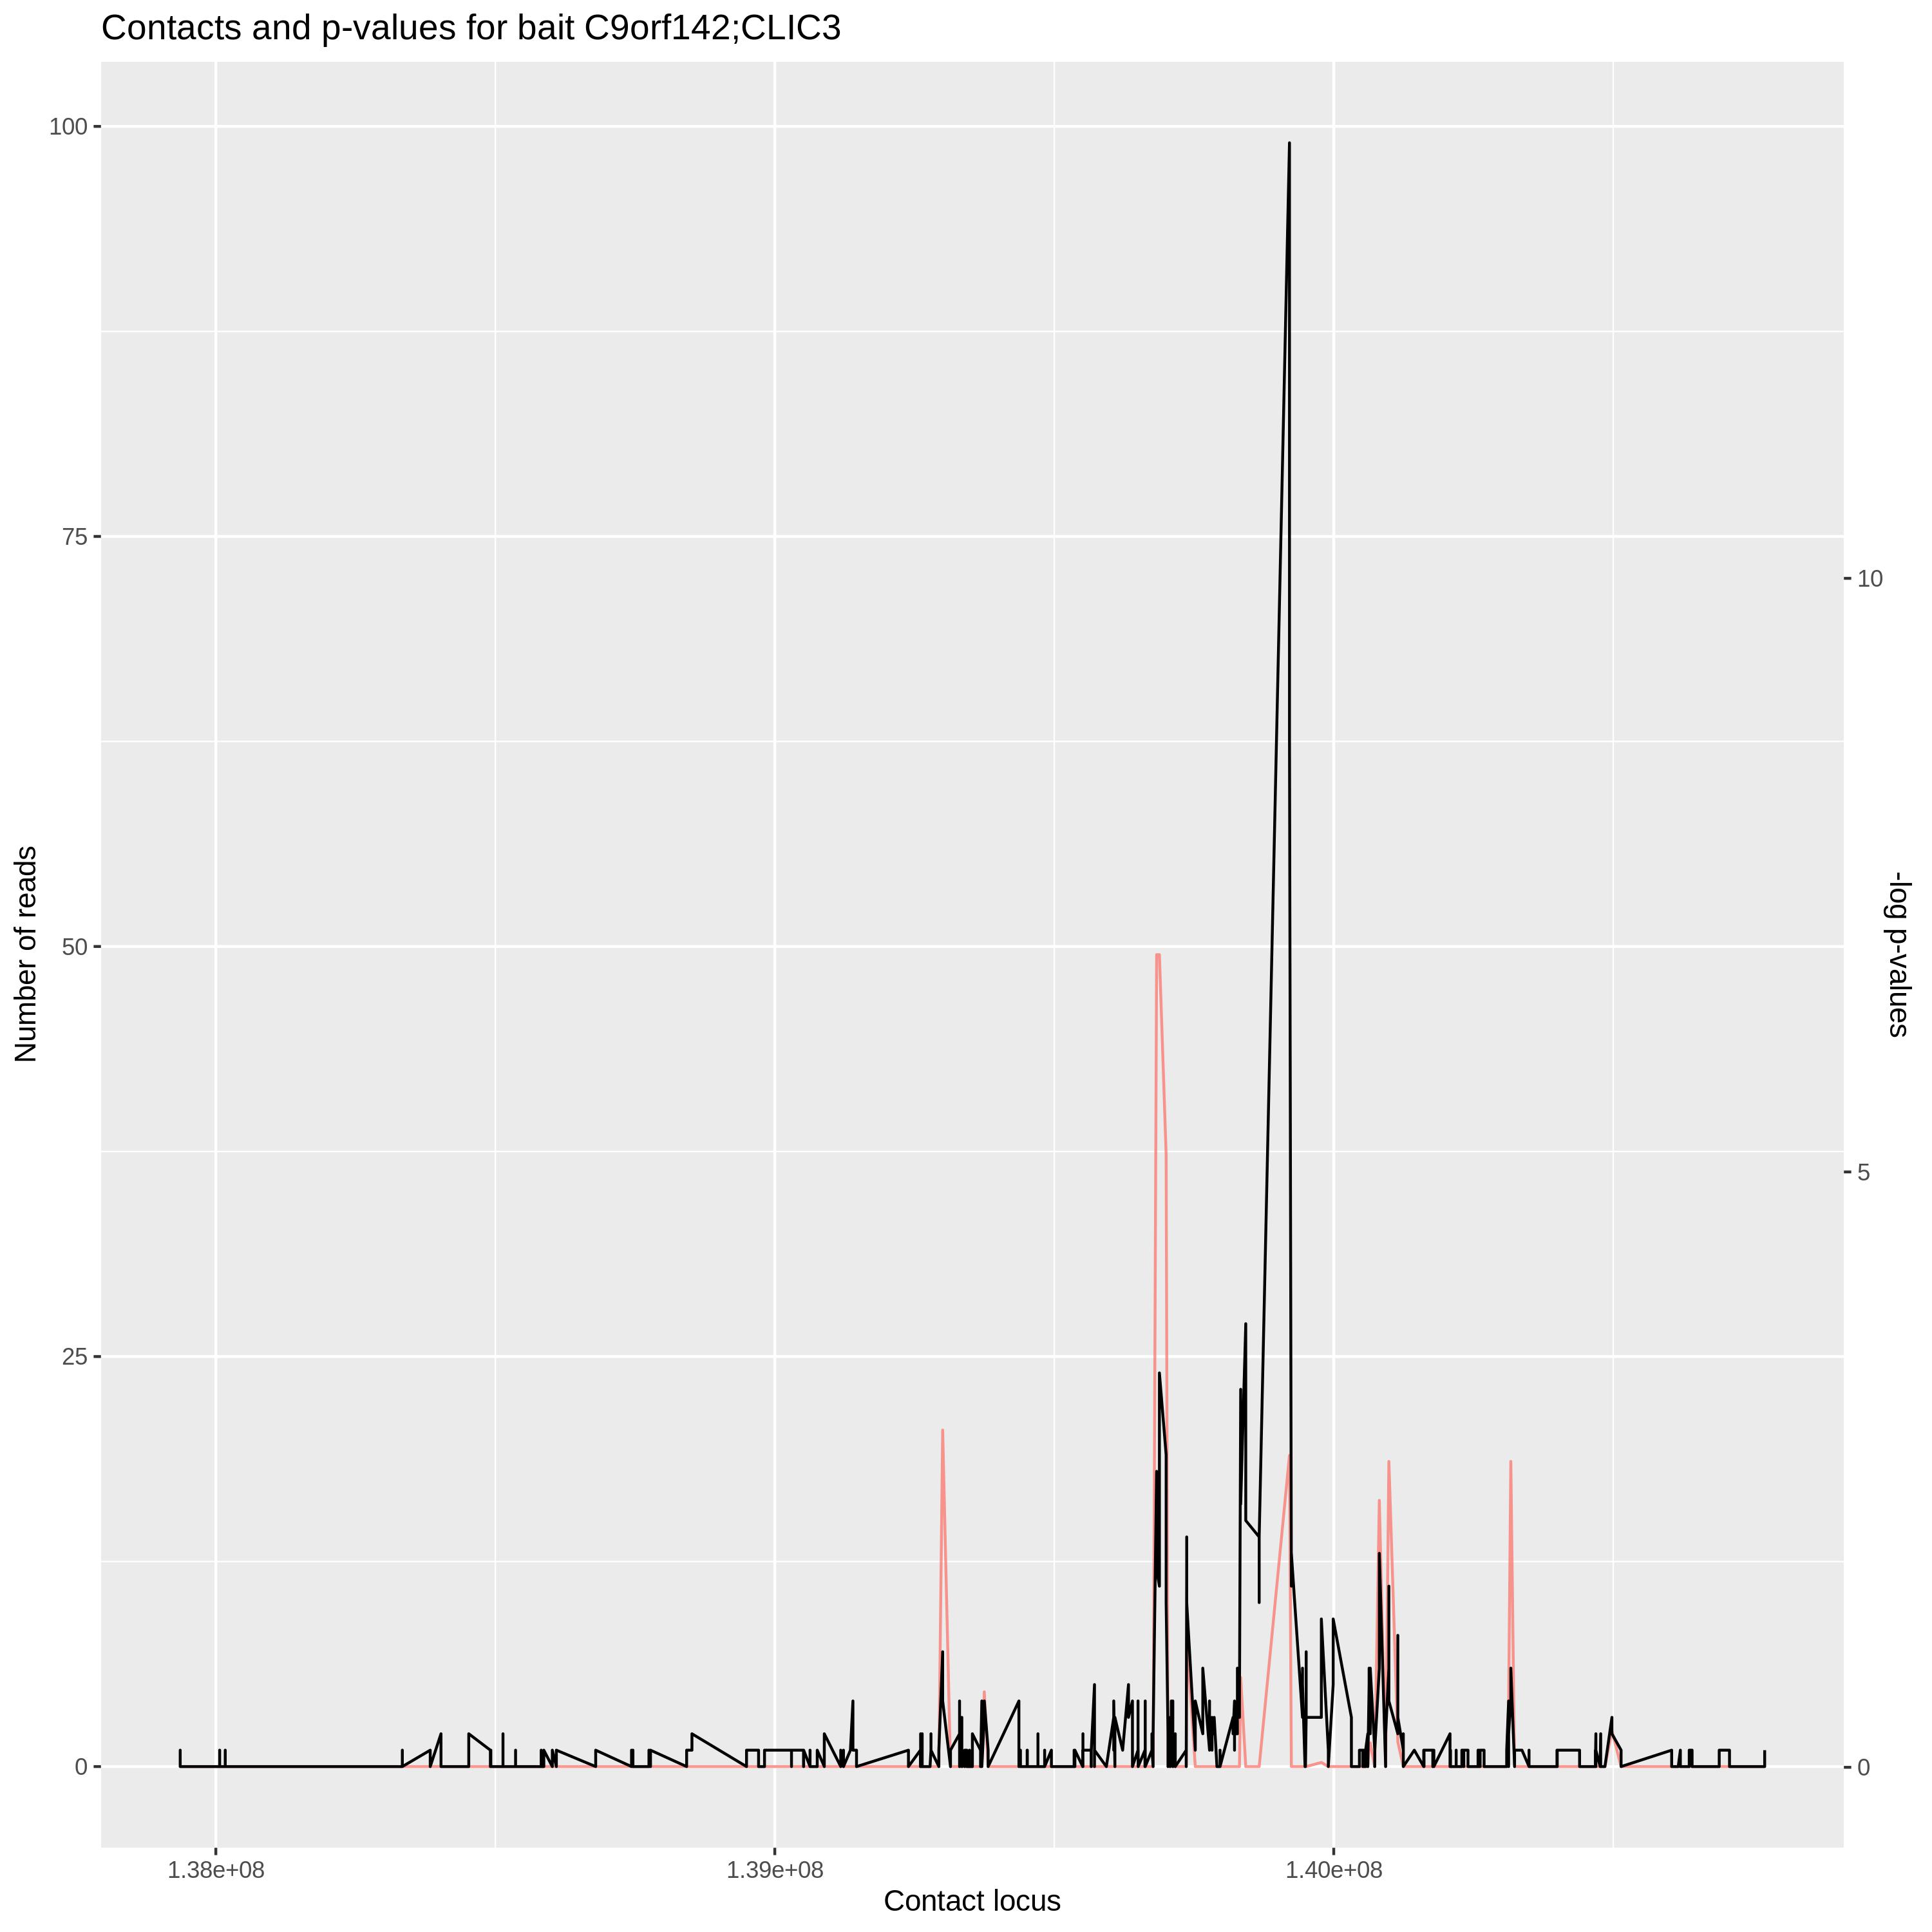 Contacts and p-values for bait C9orf142;CLIC3
100
75
50
25
0
Number of reads
10
5
0
-log p-values
1.38e+08
1.39e+08
1.40e+08
Contact locus